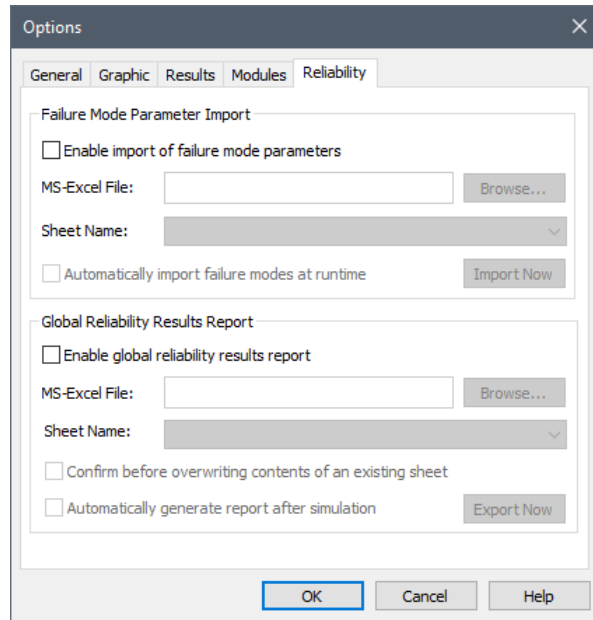 Options
General Graphic Results Modules Reliability
Failure Mode Parameter Import
Enable import of failure mode parameters
MS-Excel File: Browse...
Sheet Name:
Automatically import failure modes at runtime Import Now
Global Reliability Results Report
Enable global reliability results report
MS-Excel File: Browse...
Sheet Name:
Confirm before overwriting contents of an existing sheet
Automatically generate report after simulation Export Now
OK Cancel Help